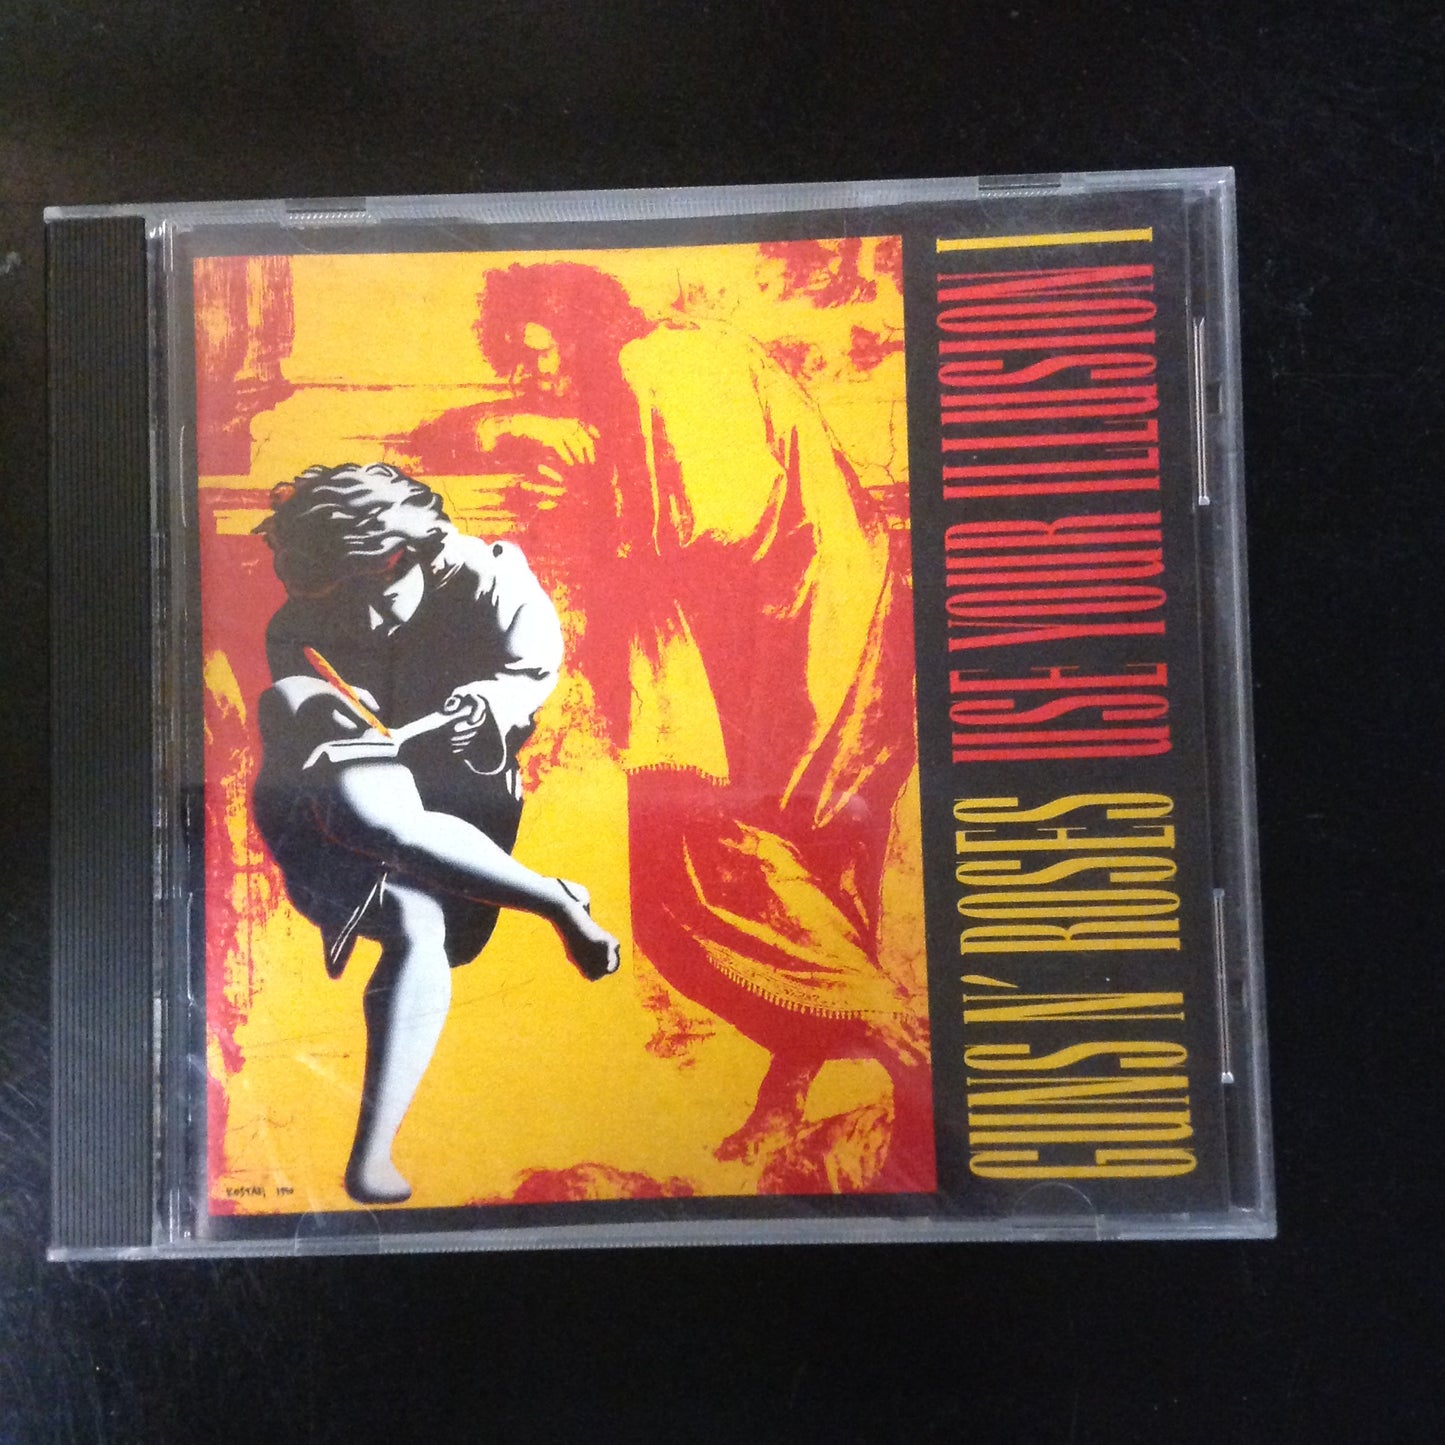 GUNS N' ROSES USE YOUR ILLUSION I
KOSTABI 1990